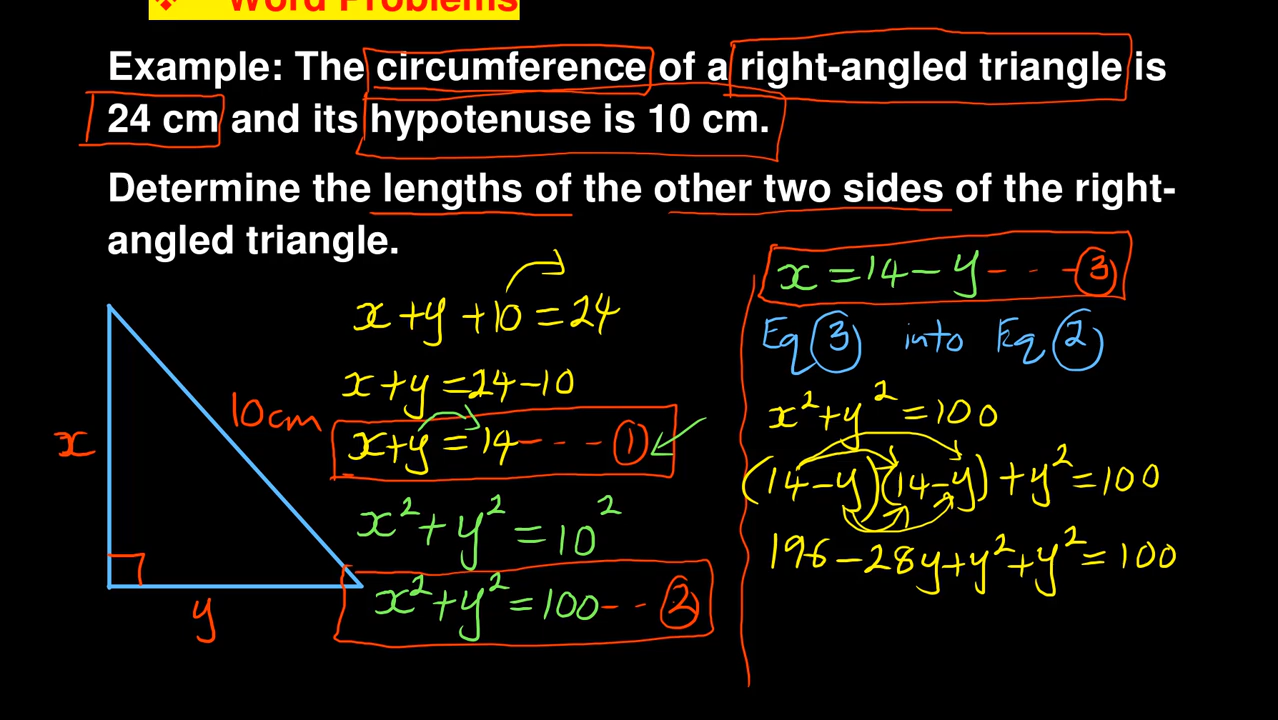 ❖ Word Problems
Example: The circumference of a right-angled triangle is
24 cm and its hypotenuse is 10 cm.
Determine the lengths of the other two sides of the right-
angled triangle.
x
10cm
y
x+y+10=24
x+y=24-10
x+y=14---- ①
x²+y²=10²
x²+y²=100--- ②
x=14-y---- ③
Eq ③ into Eq ②
x²+y²=100
(14-y)(14-y)+y²=100
196-28y+y²+y²=100